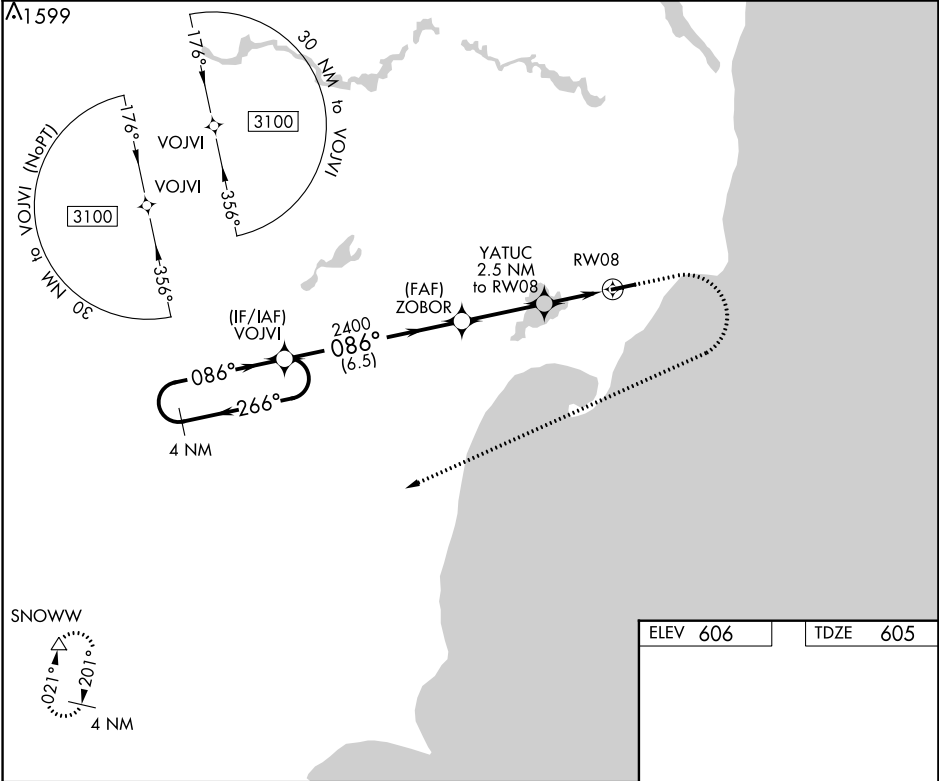 1599
176°
30 NM to VOJVI
3100
VOJVI
356°
176°
30 NM to VOJVI (NoPT)
VOJVI
3100
356°
YATUC
2.5 NM
to RW08
RW08
(FAF)
ZOBOR
(IF/IAF)
VOJVI
2400
086°
(6.5)
086°
266°
4 NM
SNOWW
021°
201°
4 NM
ELEV 606
TDZE 605